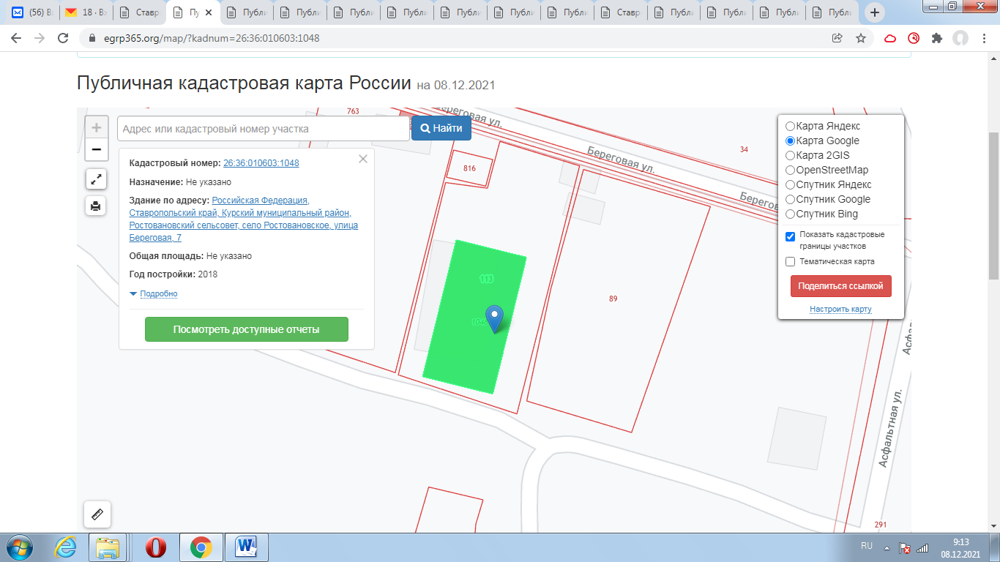 (56) В
18 · Вх
Ставр
Пу
Публи
Публи
Публи
Публи
Публи
Публи
Публи
Ставр
Публи
Публи
Публи
Публи
egrp365.org/map/?kadnum=26:36:010603:1048
Публичная кадастровая карта России на 08.12.2021
Адрес или кадастровый номер участка
Найти
Кадастровый номер: 26:36:010603:1048
Назначение: Не указано
Здание по адресу: Российская Федерация,
Ставропольский край, Курский муниципальный район,
Ростовановский сельсовет, село Ростовановское, улица
Береговая, 7
Общая площадь: Не указано
Год постройки: 2018
Подробно
Посмотреть доступные отчеты
763
Береговая ул.
816
Береговая ул.
34
Берегова
113
1048
89
Асфа
Асфальтная ул.
291
Карта Яндекс
Карта Google
Карта 2GIS
OpenStreetMap
Спутник Яндекс
Спутник Google
Спутник Bing
Показать кадастровые
границы участков
Тематическая карта
Поделиться ссылкой
Настроить карту
RU
9:13
08.12.2021